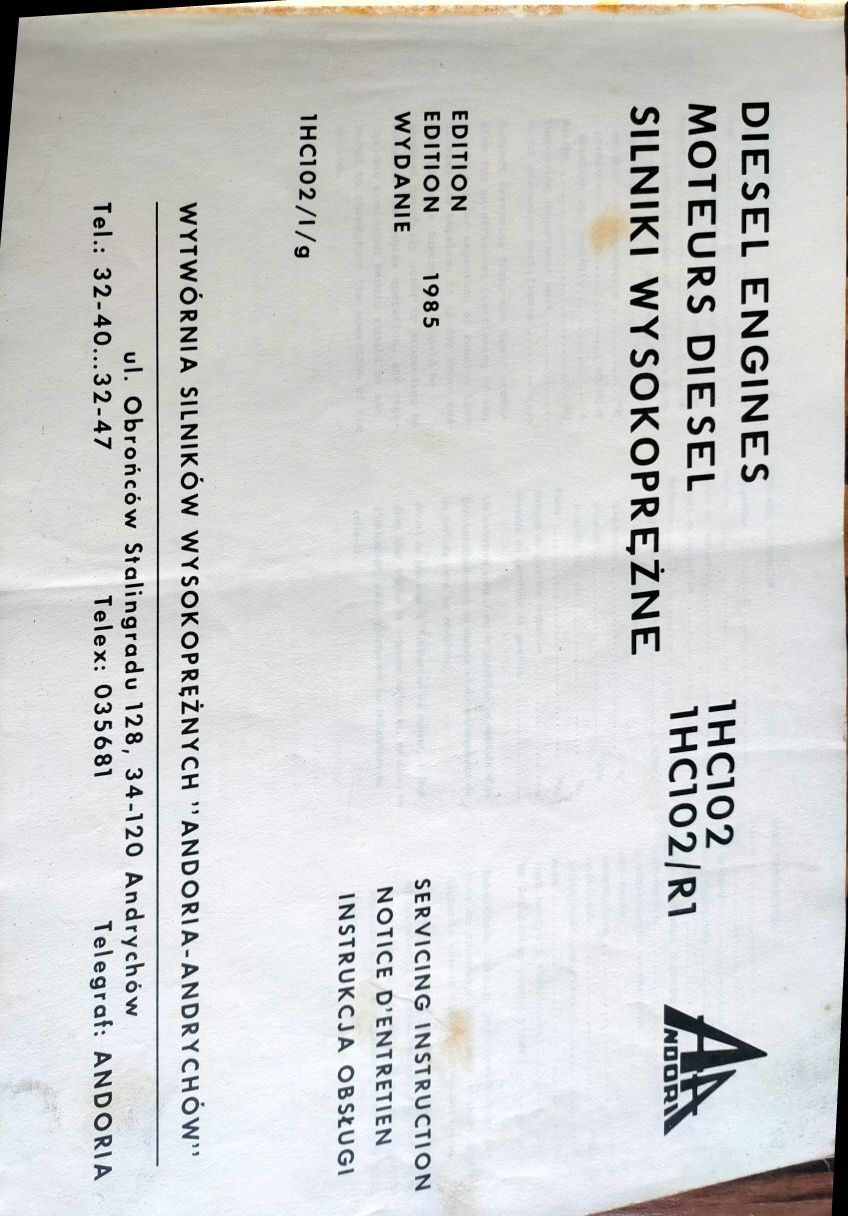 DIESEL ENGINES
MOTEURS DIESEL
SILNIKI WYSOKOPRĘŻNE
1HC102
1HC102/R1
ANDORIA
EDITION
EDITION 1985
WYDANIE
SERVICING INSTRUCTION
NOTICE D'ENTRETIEN
INSTRUKCJA OBSŁUGI
1HC102/I/g
WYTWÓRNIA SILNIKÓW WYSOKOPRĘŻNYCH "ANDORIA-ANDRYCHÓW"
ul. Obrońców Stalingradu 128, 34-120 Andrychów
Tel.: 32-40...32-47 Telex: 035681 Telegraf: ANDORIA